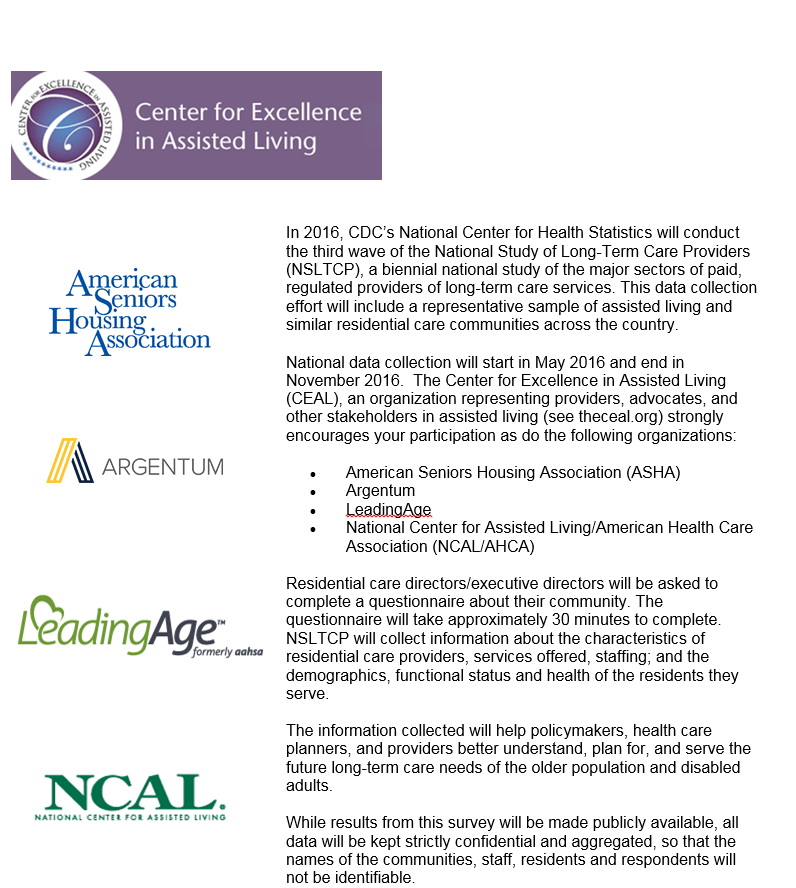 CENTER FOR EXCELLENCE IN ASSISTED LIVING
Center for Excellence
in Assisted Living
American
Seniors
Housing
Association
ARGENTUM
LeadingAge™
formerly aahsa
NCAL.
NATIONAL CENTER FOR ASSISTED LIVING
In 2016, CDC's National Center for Health Statistics will conduct
the third wave of the National Study of Long-Term Care Providers
(NSLTCP), a biennial national study of the major sectors of paid,
regulated providers of long-term care services. This data collection
effort will include a representative sample of assisted living and
similar residential care communities across the country.
National data collection will start in May 2016 and end in
November 2016.  The Center for Excellence in Assisted Living
(CEAL), an organization representing providers, advocates, and
other stakeholders in assisted living (see theceal.org) strongly
encourages your participation as do the following organizations:
• American Seniors Housing Association (ASHA)
• Argentum
• LeadingAge
• National Center for Assisted Living/American Health Care
Association (NCAL/AHCA)
Residential care directors/executive directors will be asked to
complete a questionnaire about their community. The
questionnaire will take approximately 30 minutes to complete.
NSLTCP will collect information about the characteristics of
residential care providers, services offered, staffing; and the
demographics, functional status and health of the residents they
serve.
The information collected will help policymakers, health care
planners, and providers better understand, plan for, and serve the
future long-term care needs of the older population and disabled
adults.
While results from this survey will be made publicly available, all
data will be kept strictly confidential and aggregated, so that the
names of the communities, staff, residents and respondents will
not be identifiable.